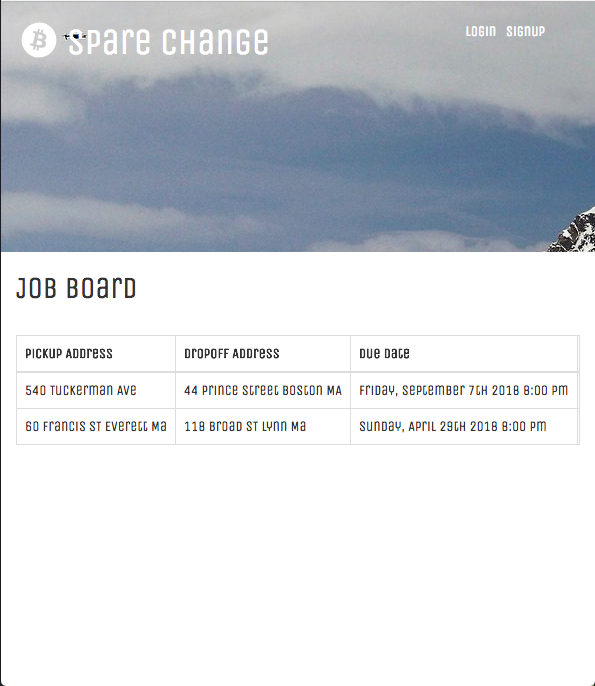 Spare Change
Login Signup
Job Board
Pickup Address Dropoff Address Due Date
540 Tuckerman Ave 44 Prince Street Boston MA Friday, September 7th 2018 8:00 PM
60 Francis St Everett Ma 118 Broad St Lynn Ma Sunday, April 29th 2018 8:00 PM